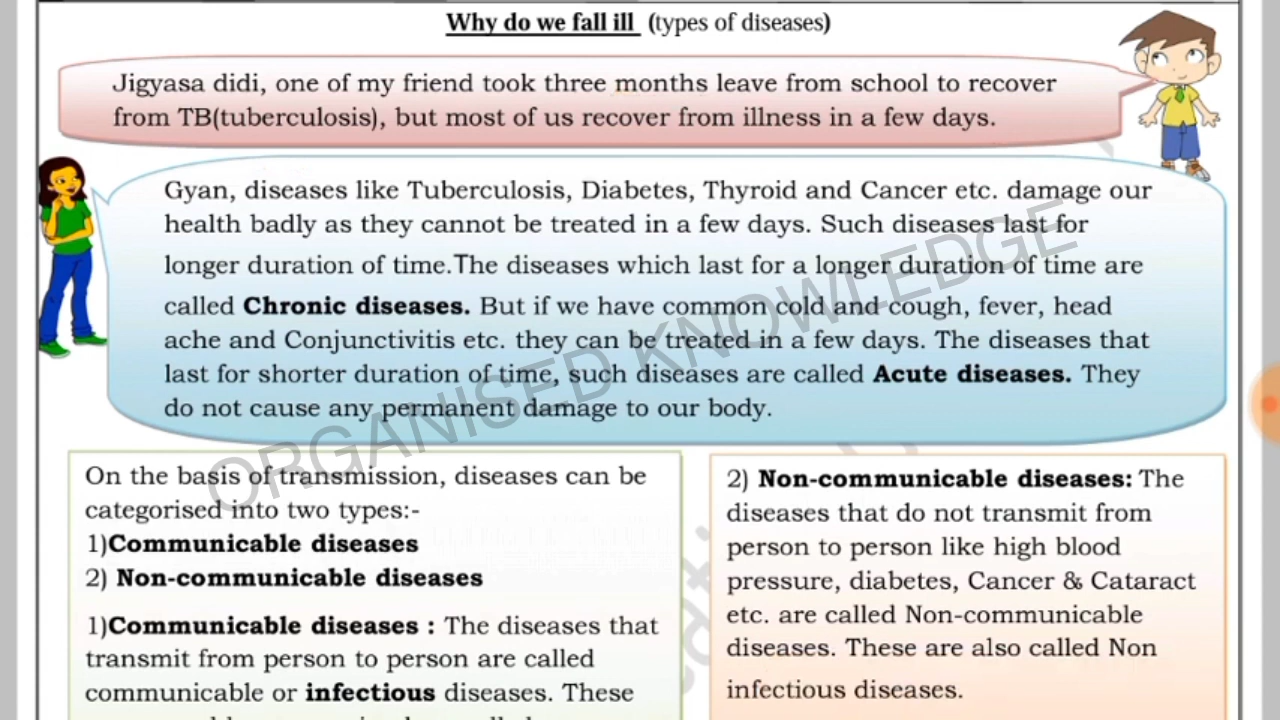 Why do we fall ill (types of diseases)
Jigyasa didi, one of my friend took three months leave from school to recover
from TB(tuberculosis), but most of us recover from illness in a few days.
Gyan, diseases like Tuberculosis, Diabetes, Thyroid and Cancer etc. damage our
health badly as they cannot be treated in a few days. Such diseases last for
longer duration of time.The diseases which last for a longer duration of time are
called Chronic diseases. But if we have common cold and cough, fever, head
ache and Conjunctivitis etc. they can be treated in a few days. The diseases that
last for shorter duration of time, such diseases are called Acute diseases. They
do not cause any permanent damage to our body.
ORGANISED KNOWLEDGE
On the basis of transmission, diseases can be
categorised into two types:-
1)Communicable diseases
2) Non-communicable diseases
1)Communicable diseases : The diseases that
transmit from person to person are called
communicable or infectious diseases. These
2) Non-communicable diseases: The
diseases that do not transmit from
person to person like high blood
pressure, diabetes, Cancer & Cataract
etc. are called Non-communicable
diseases. These are also called Non
infectious diseases.